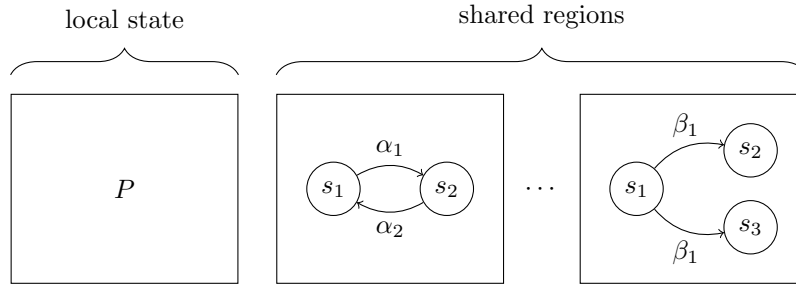 local state
shared regions
P
s₁
α₁
α₂
s₂
...
s₁
β₁
β₁
s₂
s₃